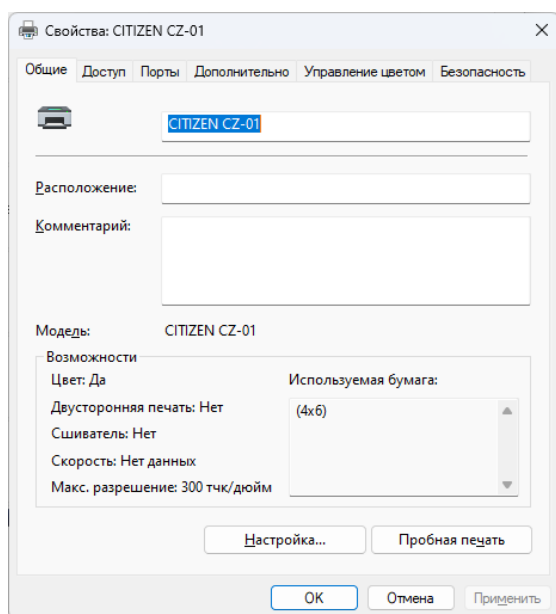 Свойства: CITIZEN CZ-01
Общие Доступ Порты Дополнительно Управление цветом Безопасность
CITIZEN CZ-01
Расположение:
Комментарий:
Модель: CITIZEN CZ-01
Возможности
Цвет: Да Используемая бумага:
Двусторонняя печать: Нет (4x6)
Сшиватель: Нет
Скорость: Нет данных
Макс. разрешение: 300 тчк/дюйм
Настройка... Пробная печать
OK Отмена Применить